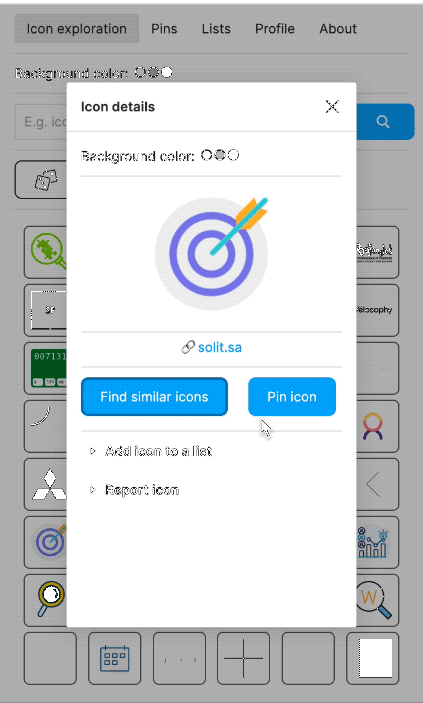 Icon exploration Pins Lists Profile About
Background color:
Icon details
E.g. ico
Background color:
SF
solit.sa
007131
Find similar icons Pin icon
Add icon to a list
Report icon
W